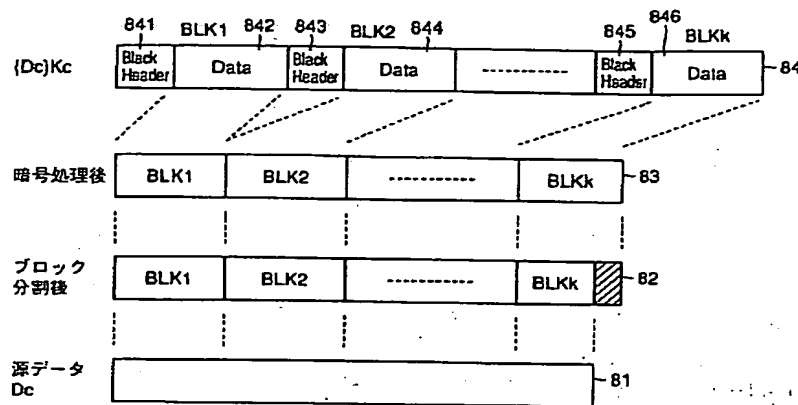 841 BLK1 842 843 BLK2 844 845 846 BLKk
{Dc}Kc
Black
Header
Data
Black
Header
Data
Black
Header
Data
84
暗号処理後
BLK1
BLK2
BLKk
83
ブロック
分割後
BLK1
BLK2
BLKk
82
源データ
Dc
81